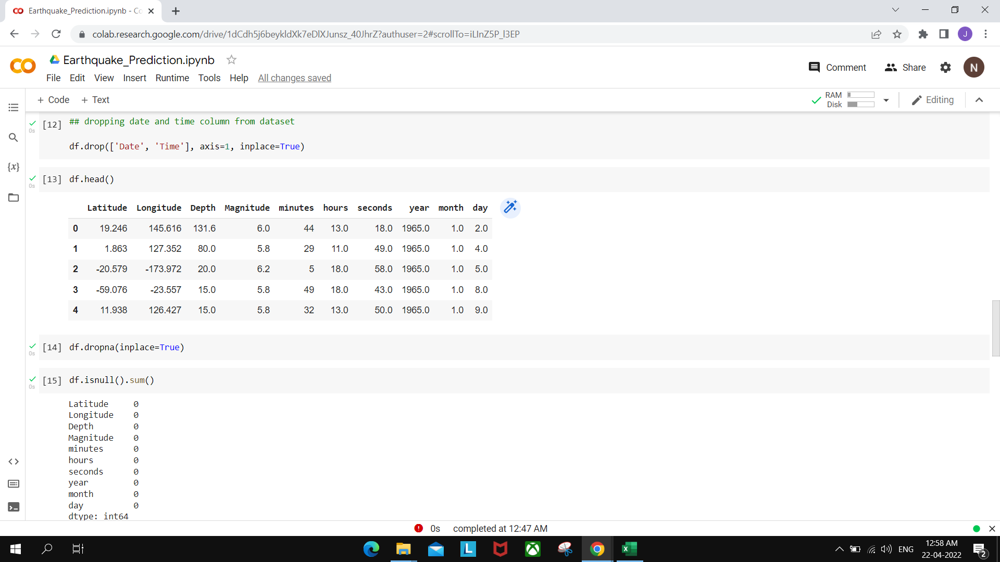 Earthquake_Prediction.ipynb - Co
colab.research.google.com/drive/1dCdh5j6beykldXk7eDlXJunsz_40JhrZ?authuser=2#scrollTo=iLInZ5P_l3EP
J
Earthquake_Prediction.ipynb
File Edit View Insert Runtime Tools Help All changes saved
Comment Share N
+ Code + Text
RAM
Disk
Editing
[12] ## dropping date and time column from dataset
0s
df.drop(['Date', 'Time'], axis=1, inplace=True)
[13] df.head()
0s
Latitude Longitude Depth Magnitude minutes hours seconds year month day
0 19.246 145.616 131.6 6.0 44 13.0 18.0 1965.0 1.0 2.0
1 1.863 127.352 80.0 5.8 29 11.0 49.0 1965.0 1.0 4.0
2 -20.579 -173.972 20.0 6.2 5 18.0 58.0 1965.0 1.0 5.0
3 -59.076 -23.557 15.0 5.8 49 18.0 43.0 1965.0 1.0 8.0
4 11.938 126.427 15.0 5.8 32 13.0 50.0 1965.0 1.0 9.0
[14] df.dropna(inplace=True)
0s
[15] df.isnull().sum()
0s
Latitude 0
Longitude 0
Depth 0
Magnitude 0
minutes 0
hours 0
seconds 0
year 0
month 0
day 0
dtype: int64
0s completed at 12:47 AM
L
ENG
12:58 AM
22-04-2022
2